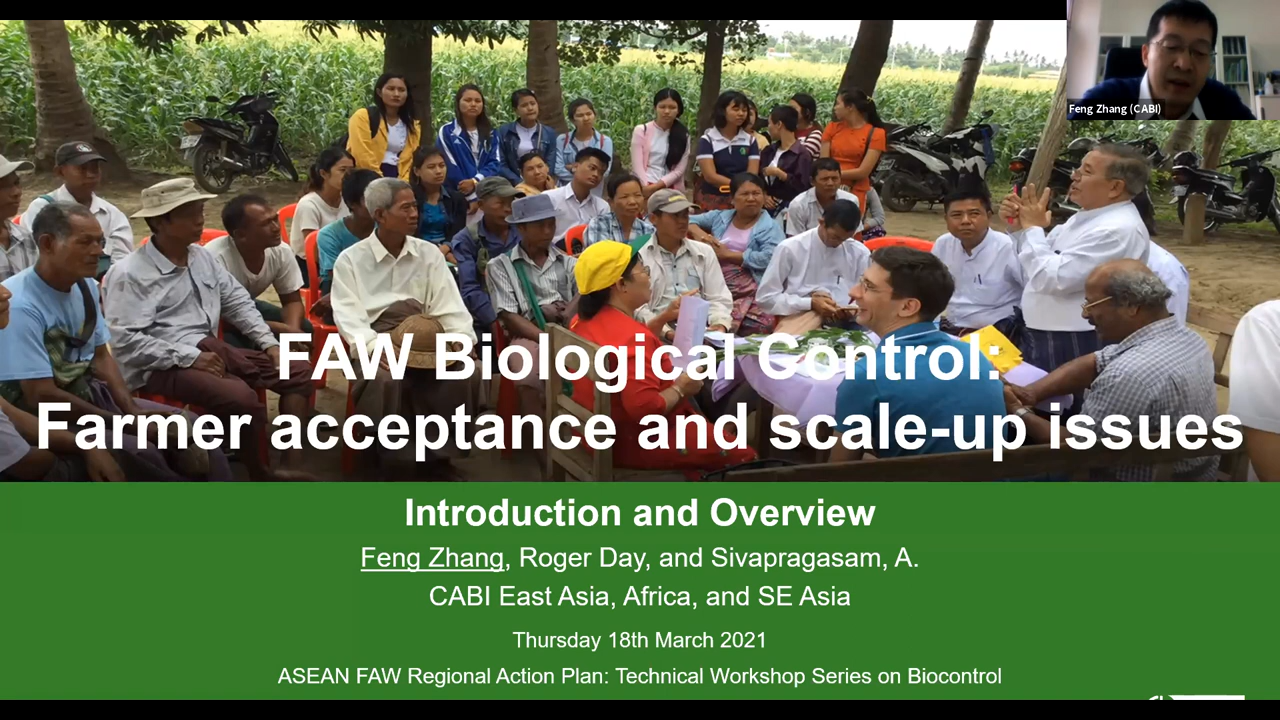 Feng Zhang (CABI)
FAW Biological Control:
Farmer acceptance and scale-up issues
Introduction and Overview
Feng Zhang, Roger Day, and Sivapragasam, A.
CABI East Asia, Africa, and SE Asia
Thursday 18th March 2021
ASEAN FAW Regional Action Plan: Technical Workshop Series on Biocontrol